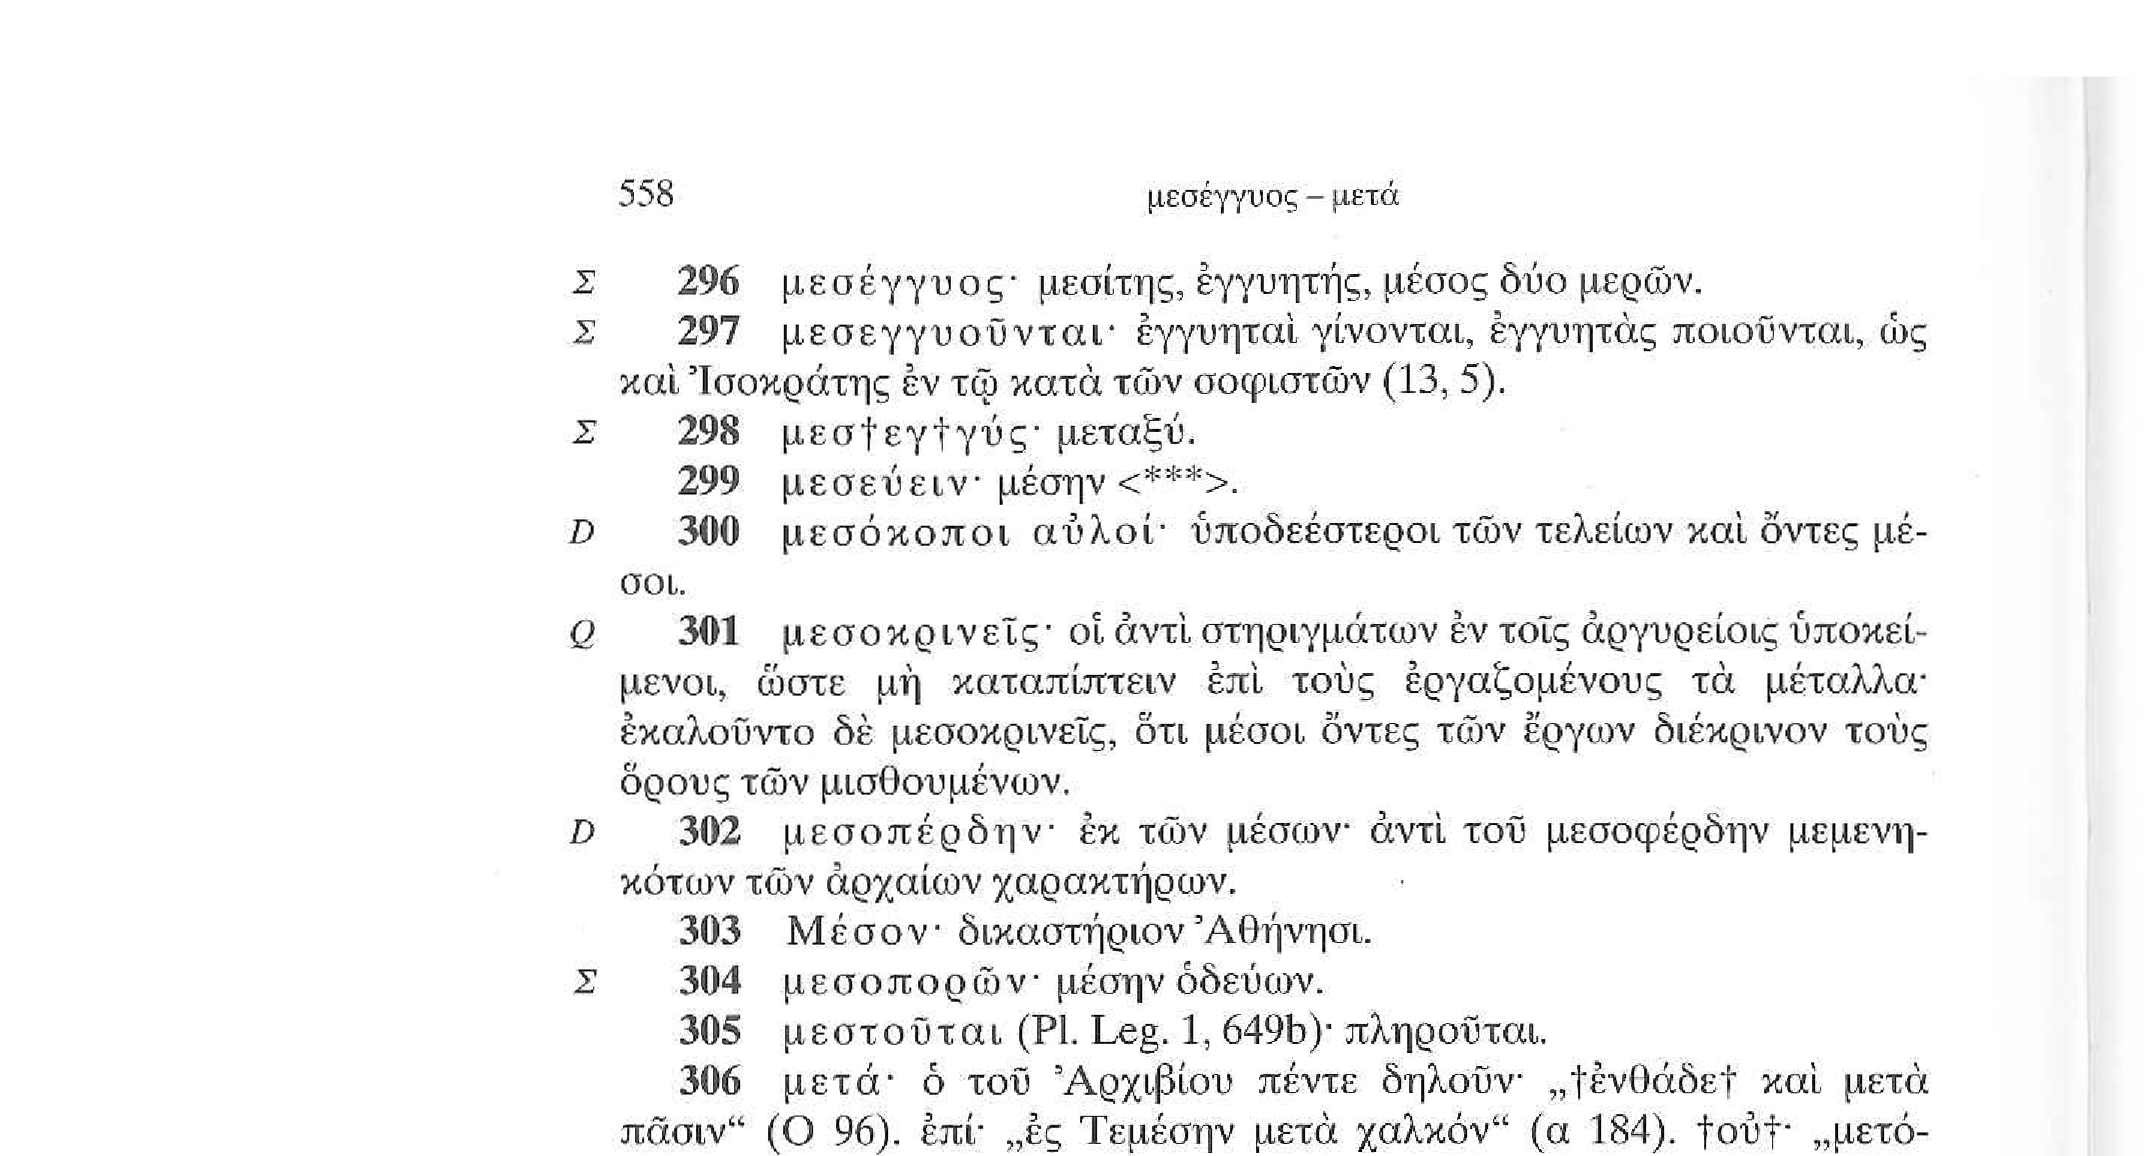 558 μεσέγγυος – μετά
Σ 296 μεσέγγυος· μεσίτης, ἐγγυητής, μέσος δύο μερῶν.
Σ 297 μεσεγγυοῦνται· ἐγγυηταὶ γίνονται, ἐγγυητὰς ποιοῦνται, ὡς
καὶ Ἰσοκράτης ἐν τῷ κατὰ τῶν σοφιστῶν (13, 5).
Σ 298 μεσ†εγ†γύς· μεταξύ.
299 μεσεύειν· μέσην <***>.
D 300 μεσόκοποι αὐλοί· ὑποδεέστεροι τῶν τελείων καὶ ὄντες μέ-
σοι.
Q 301 μεσοκρινεῖς· οἱ ἀντὶ στηριγμάτων ἐν τοῖς ἀργυρείοις ὑποκεί-
μενοι, ὥστε μὴ καταπίπτειν ἐπὶ τοὺς ἐργαζομένους τὰ μέταλλα·
ἐκαλοῦντο δὲ μεσοκρινεῖς, ὅτι μέσοι ὄντες τῶν ἔργων διέκρινον τοὺς
ὅρους τῶν μισθουμένων.
D 302 μεσοπέρδην· ἐκ τῶν μέσων· ἀντὶ τοῦ μεσοφέρδην μεμενη-
κότων τῶν ἀρχαίων χαρακτήρων.
303 Μέσον· δικαστήριον Ἀθήνησι.
Σ 304 μεσοπορῶν· μέσην ὁδεύων.
305 μεστοῦται (Pl. Leg. 1, 649b)· πληροῦται.
306 μετά· ὁ τοῦ Ἀρχιβίου πέντε δηλοῦν· „†ἐνθάδε† καὶ μετὰ
πᾶσιν“ (Ο 96). ἐπί· „ἐς Τεμέσην μετὰ χαλκόν“ (α 184). †οὐ†· „μετό-